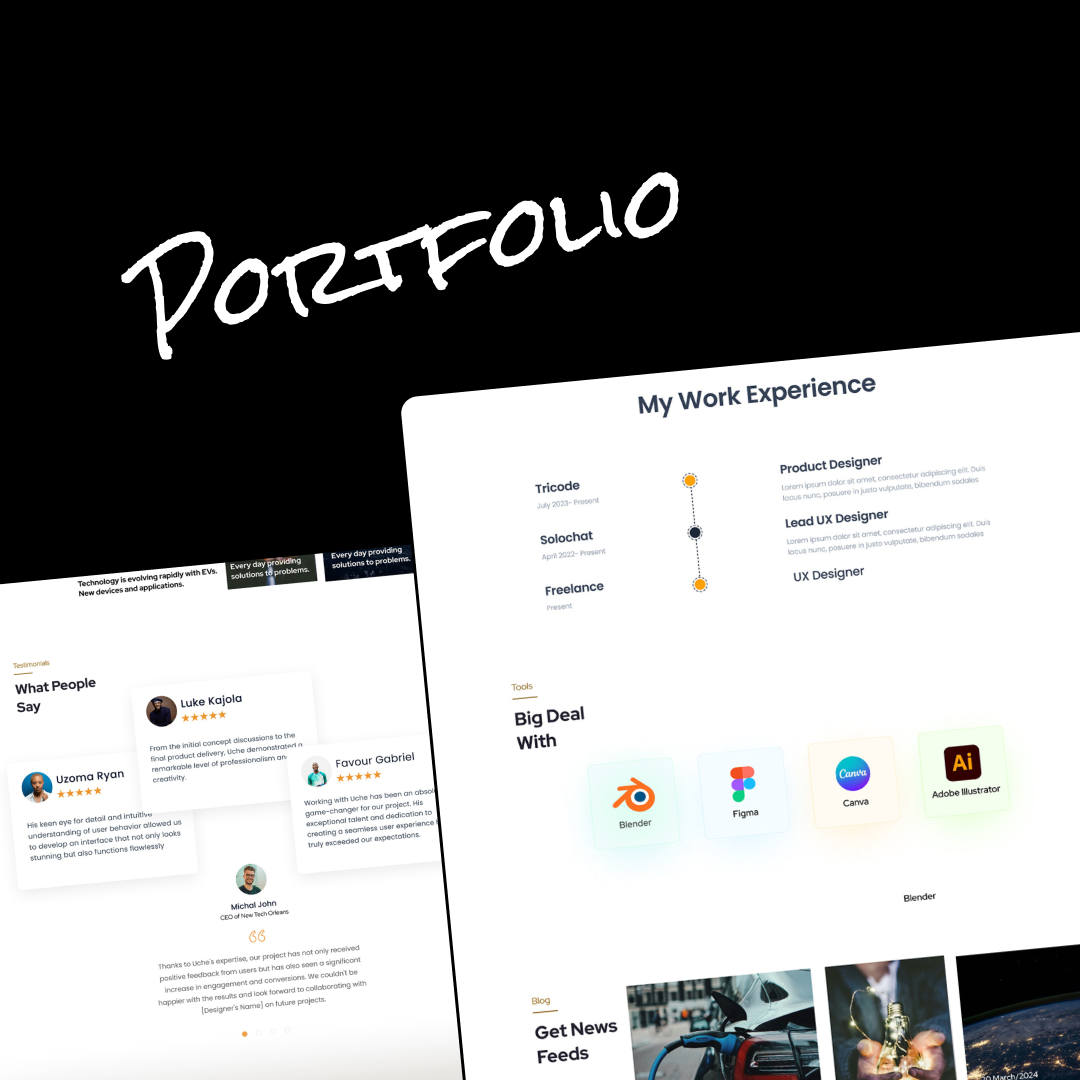 Portfolio
My Work Experience
Tricode
July 2023- Present
Product Designer
Lorem ipsum dolor sit amet, consectetur adipiscing elit. Duis
lacus nunc, posuere in justo vulputate, bibendum sodales
Solochat
April 2022- Present
Lead UX Designer
Lorem ipsum dolor sit amet, consectetur adipiscing elit. Duis
lacus nunc, posuere in justo vulputate, bibendum sodales
Freelance
Present
UX Designer
Tools
Big Deal
With
Blender
Figma
Canva
Canva
Ai
Adobe Illustrator
Blender
Blog
Get News
Feeds
20 March/2024
Technology is evolving rapidly with EVs.
New devices and applications.
Every day providing
solutions to problems.
Every day providing
solutions to problems.
Testimonials
What People
Say
Luke Kajola
From the initial concept discussions to the
final product delivery, Uche demonstrated a
remarkable level of professionalism
creativity.
Uzoma Ryan
His keen eye for detail and intuitive
understanding of user behavior allowed us
to develop an interface that not only looks
stunning but also functions flawlessly
Favour Gabriel
Working with Uche has been an
game-changer for our project. His
exceptional talent and dedication to
creating a seamless user experience
truly exceeded our expectations.
Michal John
CEO of New Tech Orleans
Thanks to Uche's expertise, our project has not only received
positive feedback from users but has also seen a significant
increase in engagement and conversions. We couldn't be
happier with the results and look forward to collaborating with
[Designer's Name] on future projects.